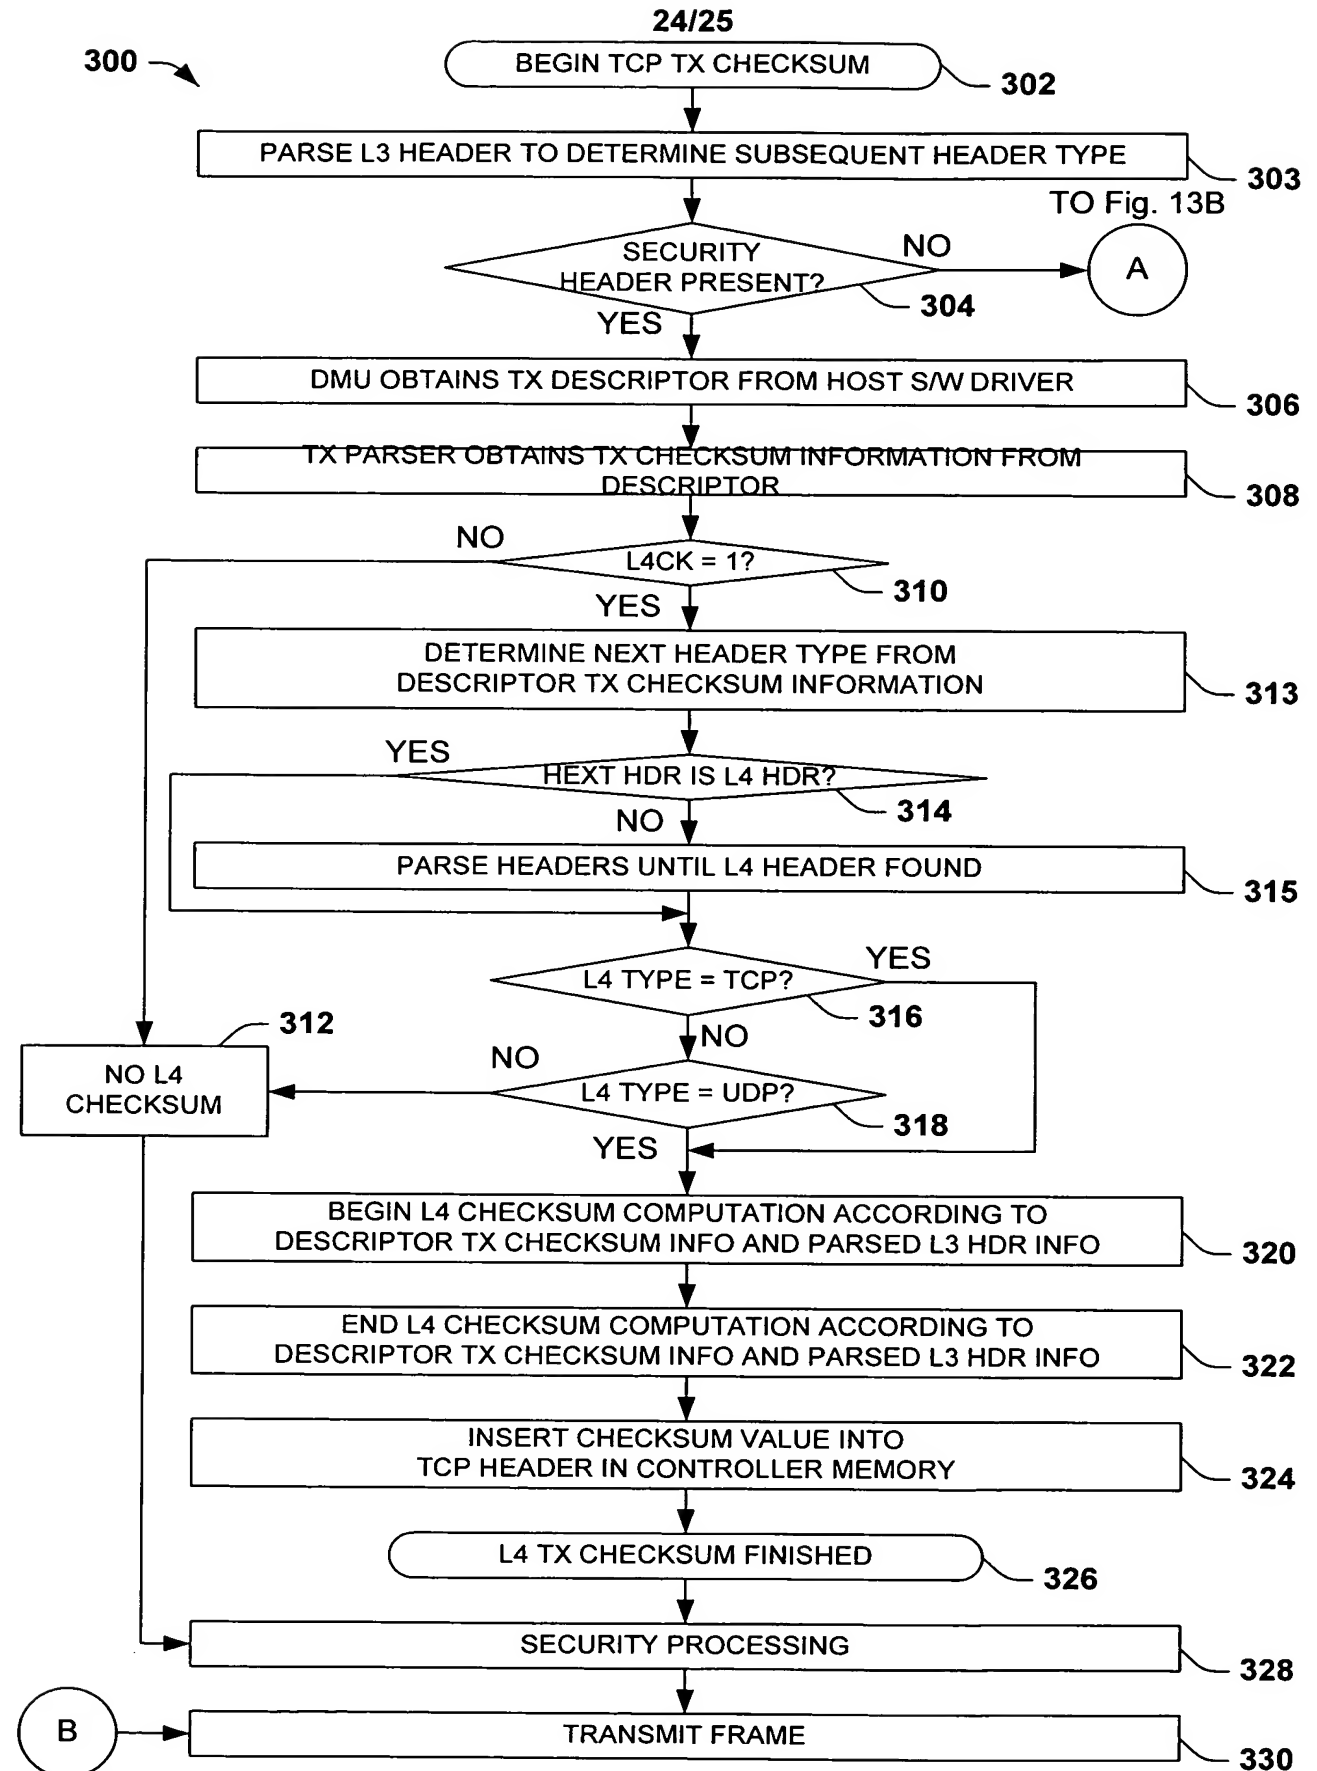 24/25
300
BEGIN TCP TX CHECKSUM
302
PARSE L3 HEADER TO DETERMINE SUBSEQUENT HEADER TYPE
303
TO Fig. 13B
SECURITY
HEADER PRESENT?
NO
A
304
YES
DMU OBTAINS TX DESCRIPTOR FROM HOST S/W DRIVER
306
TX PARSER OBTAINS TX CHECKSUM INFORMATION FROM
DESCRIPTOR
308
NO
L4CK = 1?
310
YES
DETERMINE NEXT HEADER TYPE FROM
DESCRIPTOR TX CHECKSUM INFORMATION
313
YES
HEXT HDR IS L4 HDR?
314
NO
PARSE HEADERS UNTIL L4 HEADER FOUND
315
L4 TYPE = TCP?
YES
316
312
NO
NO L4
CHECKSUM
NO
L4 TYPE = UDP?
318
YES
BEGIN L4 CHECKSUM COMPUTATION ACCORDING TO
DESCRIPTOR TX CHECKSUM INFO AND PARSED L3 HDR INFO
320
END L4 CHECKSUM COMPUTATION ACCORDING TO
DESCRIPTOR TX CHECKSUM INFO AND PARSED L3 HDR INFO
322
INSERT CHECKSUM VALUE INTO
TCP HEADER IN CONTROLLER MEMORY
324
L4 TX CHECKSUM FINISHED
326
SECURITY PROCESSING
328
B
TRANSMIT FRAME
330